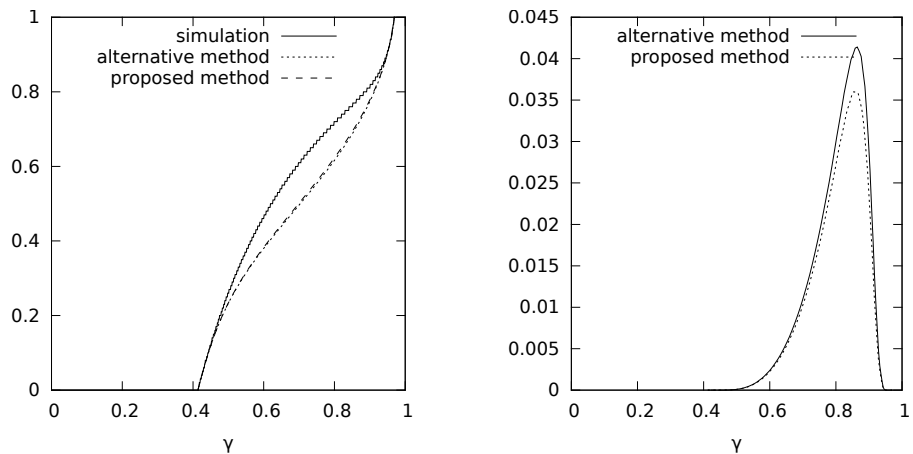 1
0.8
0.6
0.4
0.2
0
0 0.2 0.4 0.6 0.8 1
γ
simulation
alternative method
proposed method
0.045
0.04
0.035
0.03
0.025
0.02
0.015
0.01
0.005
0
0 0.2 0.4 0.6 0.8 1
γ
alternative method
proposed method